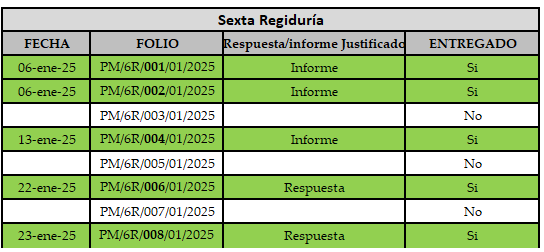 Sexta Regiduría
FECHA FOLIO Respuesta/informe Justificado ENTREGADO
06-ene-25 PM/6R/001/01/2025 Informe Si
06-ene-25 PM/6R/002/01/2025 Informe Si
PM/6R/003/01/2025 No
13-ene-25 PM/6R/004/01/2025 Informe Si
PM/6R/005/01/2025 No
22-ene-25 PM/6R/006/01/2025 Respuesta Si
PM/6R/007/01/2025 No
23-ene-25 PM/6R/008/01/2025 Respuesta Si